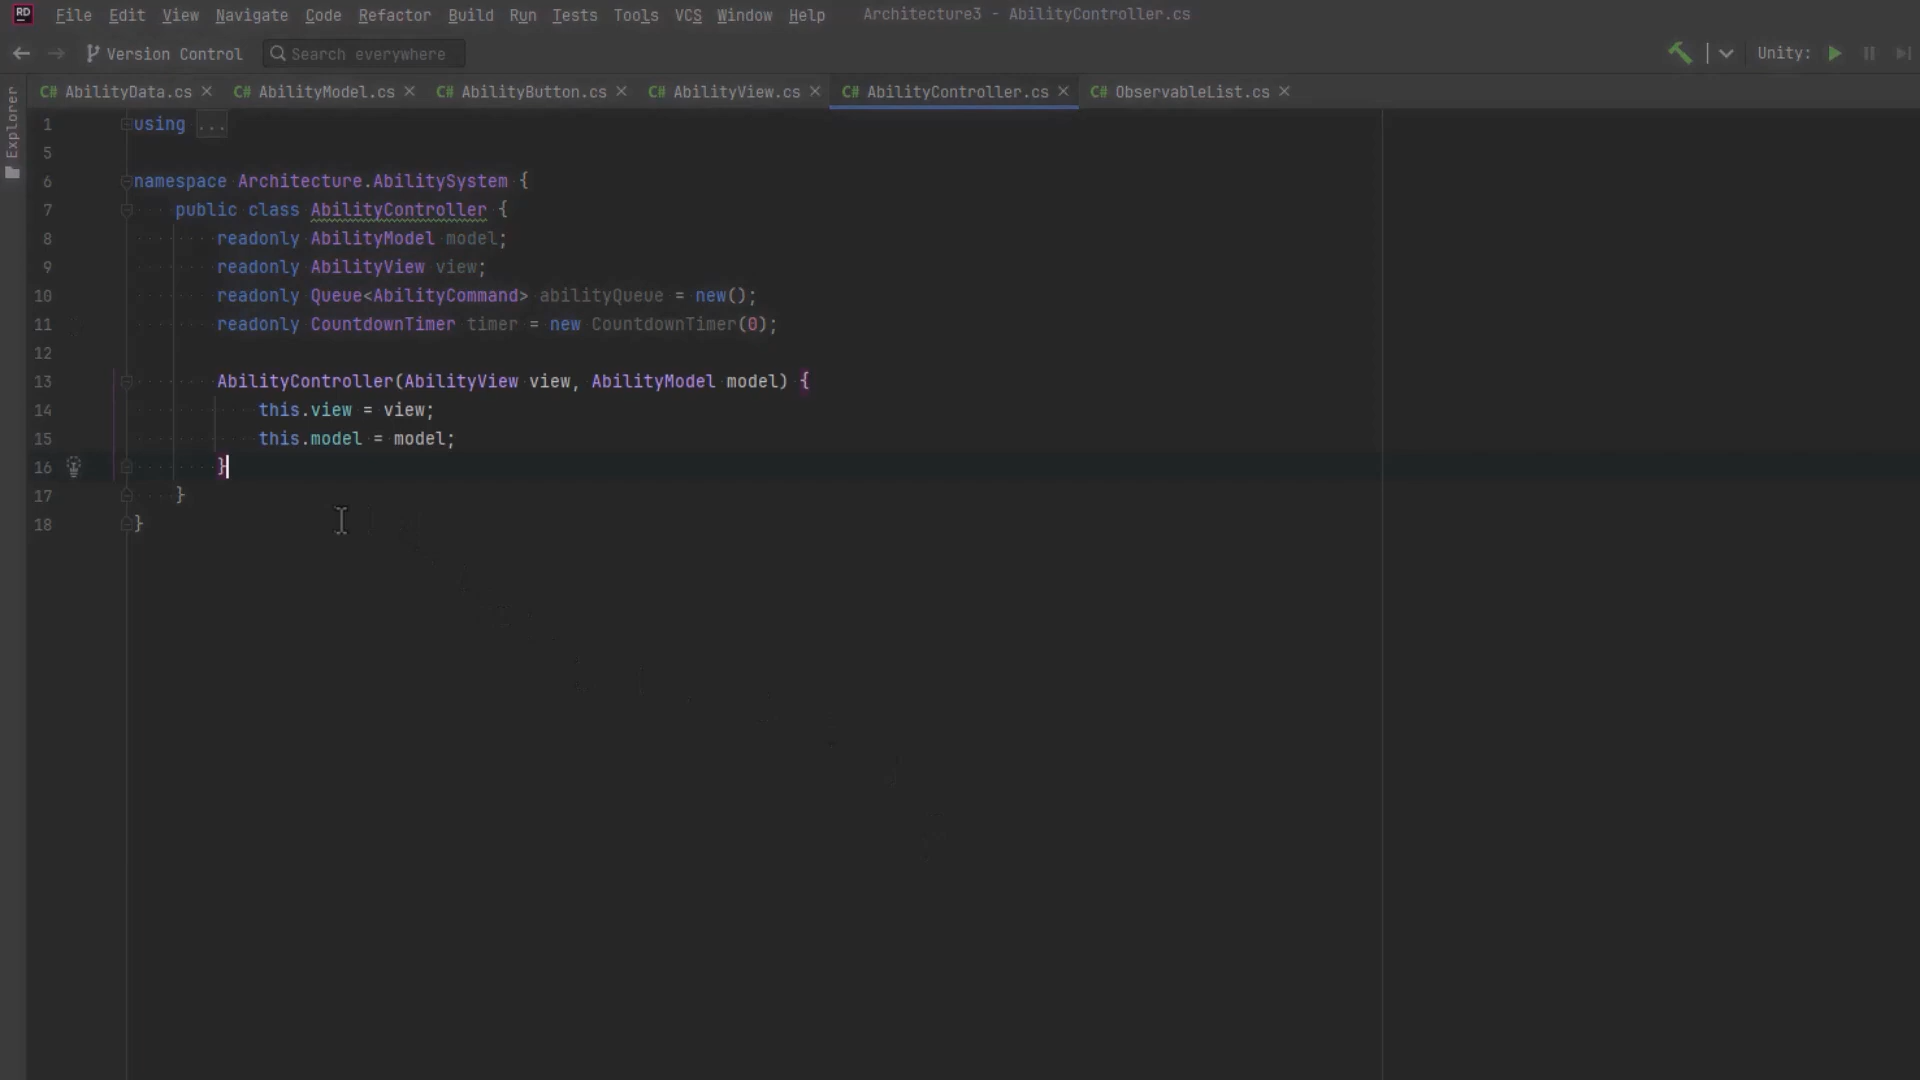 RD File Edit View Navigate Code Refactor Build Run Tests Tools VCS Window Help Architecture3 - AbilityController.cs
Version Control Search everywhere Unity:
C# AbilityData.cs C# AbilityModel.cs C# AbilityButton.cs C# AbilityView.cs C# AbilityController.cs C# ObservableList.cs
Explorer
1 using ...
5
6 namespace Architecture.AbilitySystem {
7 public class AbilityController {
8 readonly AbilityModel model;
9 readonly AbilityView view;
10 readonly Queue<AbilityCommand> abilityQueue = new();
11 readonly CountdownTimer timer = new CountdownTimer(0);
12
13 AbilityController(AbilityView view, AbilityModel model) {
14 this.view = view;
15 this.model = model;
16 }
17 }
18 }